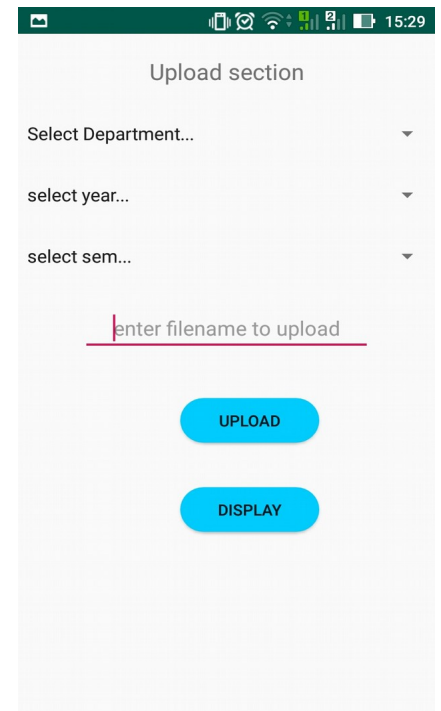 15:29
Upload section
Select Department...
select year...
select sem...
enter filename to upload
UPLOAD
DISPLAY